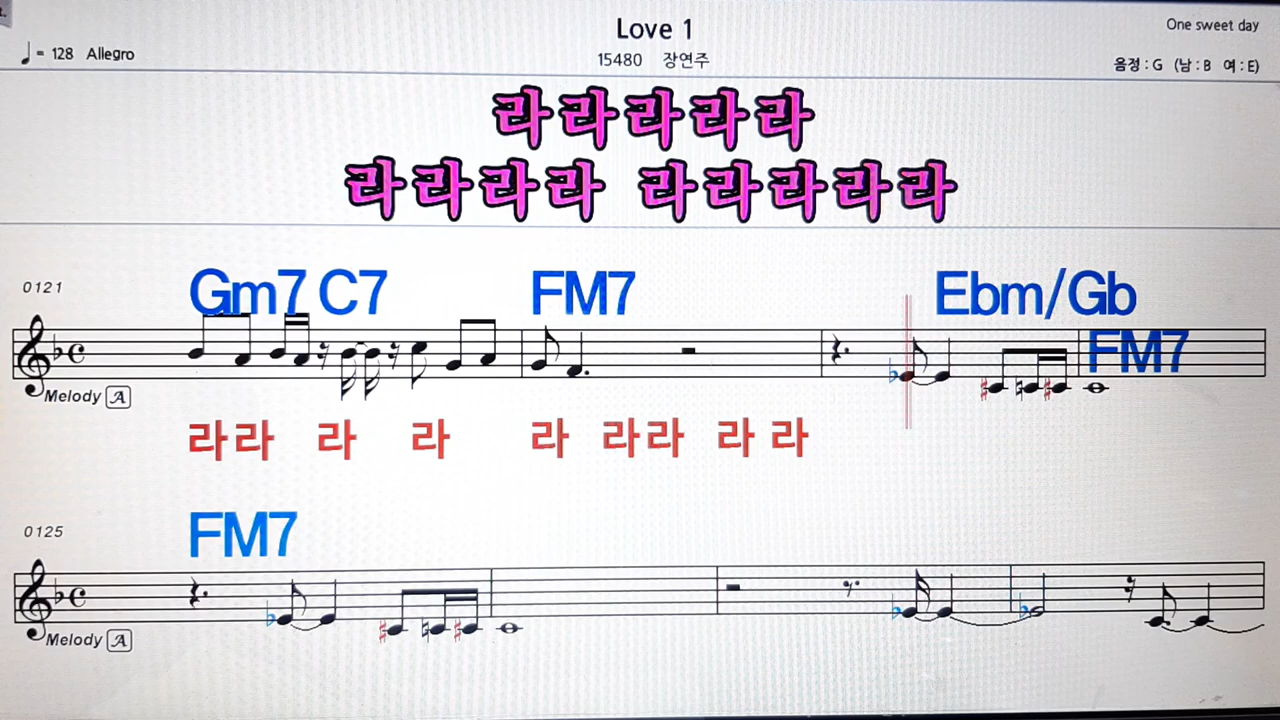 Love 1
One sweet day
♩ = 128 Allegro
15480 장연주
음정 : G (남 : B 여 : E)
라라라라라
라라라라 라라라라라
0121
Gm7 C7 FM7 Ebm/Gb
FM7
Melody A
라라 라 라 라 라라 라 라
0125
FM7
Melody A